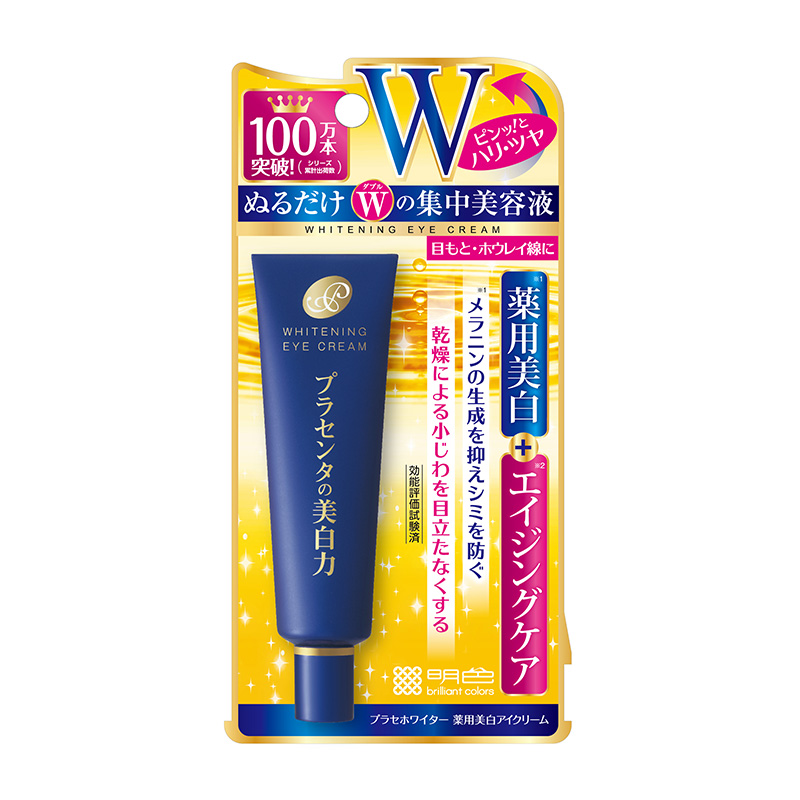 100万本
突破!(シリーズ累計出荷数)
W
ピンッ!と
ハリ・ツヤ
ぬるだけW(ダブル)の集中美容液
WHITENING EYE CREAM
目もと・ホウレイ線に
※1
薬用美白
+
※2
エイジングケア
※1
メラニンの生成を抑えシミを防ぐ
乾燥による小じわを目立たなくする
効能評価試験済
WHITENING
EYE CREAM
プラセンタの美白力
明色
brilliant colors
プラセホワイター 薬用美白アイクリーム